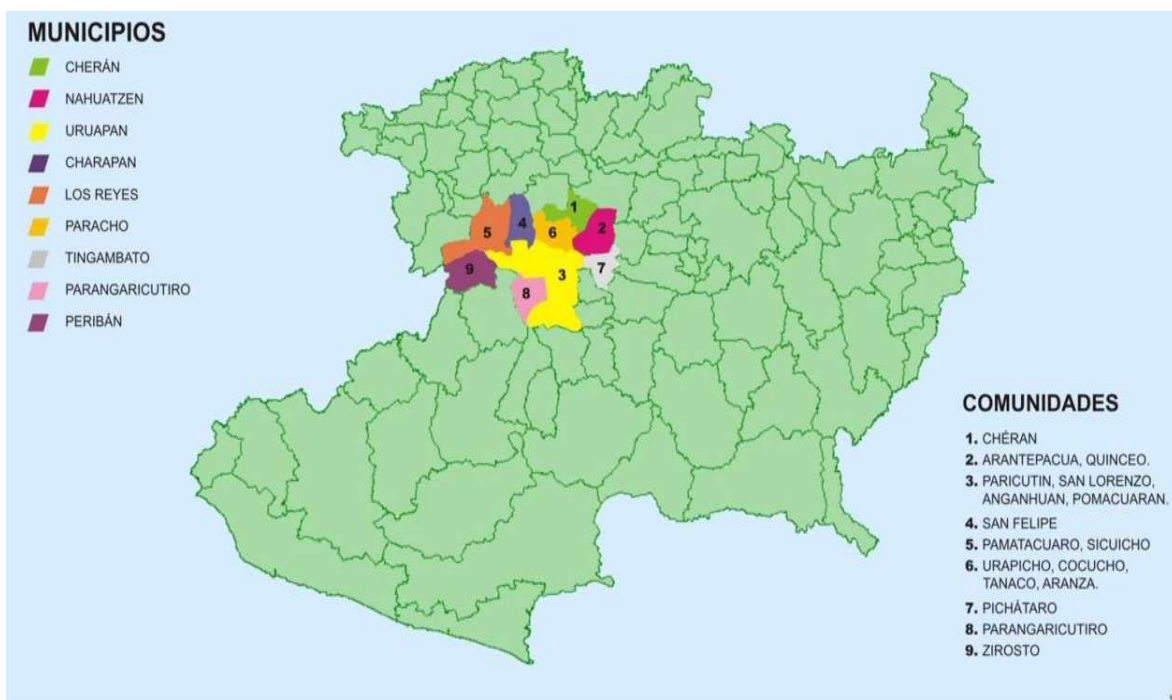 MUNICIPIOS
CHERÁN
NAHUATZEN
URUAPAN
CHARAPAN
LOS REYES
PARACHO
TINGAMBATO
PARANGARICUTIRO
PERIBÁN
1
2
3
4
5
6
7
8
9
COMUNIDADES
1. CHÉRAN
2. ARANTEPACUA, QUINCEO.
3. PARICUTIN, SAN LORENZO,
ANGANHUAN, POMACUARAN.
4. SAN FELIPE
5. PAMATACUARO, SICUICHO
6. URAPICHO, COCUCHO,
TANACO, ARANZA.
7. PICHÁTARO
8. PARANGARICUTIRO
9. ZIROSTO